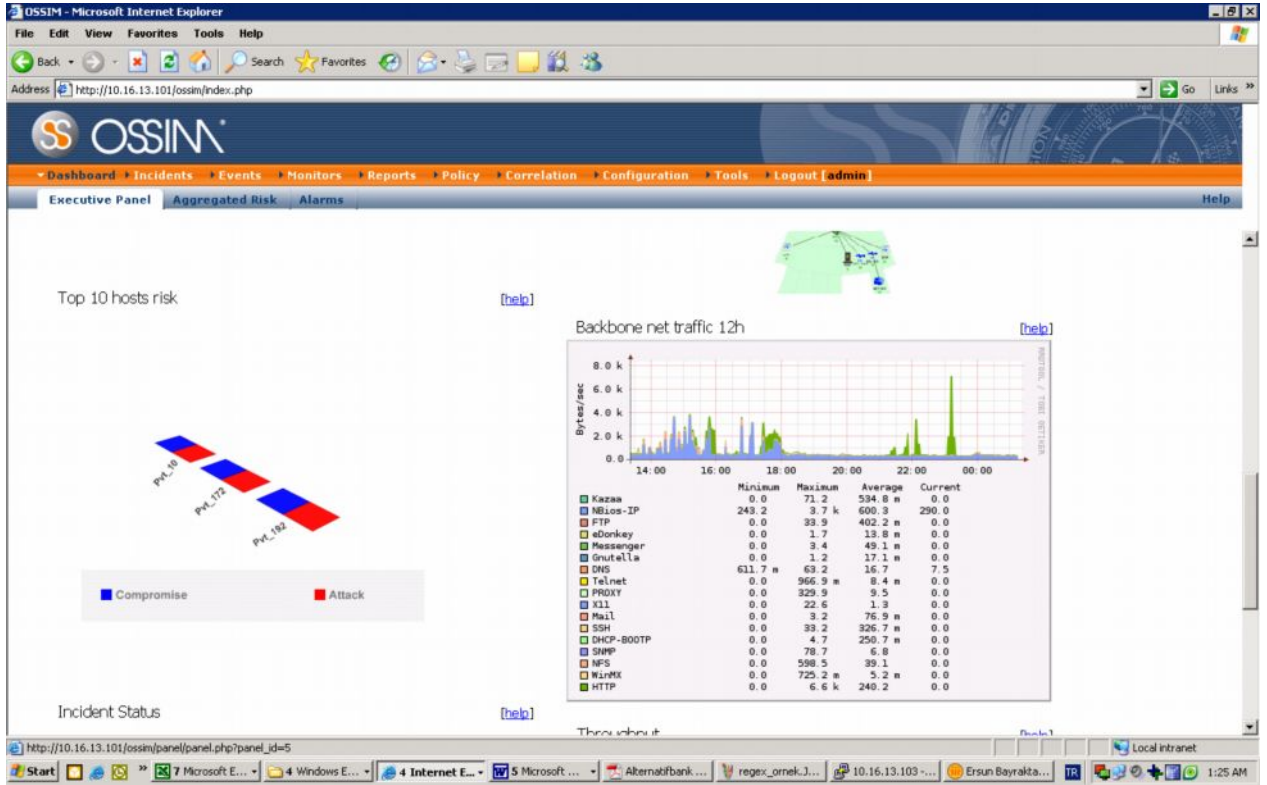 OSSIM - Microsoft Internet Explorer
File Edit View Favorites Tools Help
Back Search Favorites
Address http://10.16.13.101/ossim/index.php Go Links »
OSSIM
Dashboard Incidents Events Monitors Reports Policy Correlation Configuration Tools Logout [admin]
Executive Panel Aggregated Risk Alarms Help
Top 10 hosts risk [help]
Pvt_10
Pvt_172
Pvt_192
Compromise Attack
Incident Status [help]
Backbone net traffic 12h [help]
RRDTOOL / TOBI OETIKER
Bytes/sec
8.0 k
6.0 k
4.0 k
2.0 k
0.0
14:00 16:00 18:00 20:00 22:00 00:00
Minimum Maximum Average Current
Kazaa 0.0 71.2 534.8 m 0.0
NBios-IP 243.2 3.7 k 600.3 290.0
FTP 0.0 33.9 402.2 m 0.0
eDonkey 0.0 1.7 13.8 m 0.0
Messenger 0.0 3.4 49.1 m 0.0
Gnutella 0.0 1.2 17.1 m 0.0
DNS 611.7 m 63.2 16.7 7.5
Telnet 0.0 966.9 m 8.4 m 0.0
PROXY 0.0 329.9 9.5 0.0
X11 0.0 22.6 1.3 0.0
Mail 0.0 3.2 76.9 m 0.0
SSH 0.0 33.2 326.7 m 0.0
DHCP-BOOTP 0.0 4.7 250.7 m 0.0
SNMP 0.0 78.7 6.8 0.0
NFS 0.0 598.5 39.1 0.0
WinMX 0.0 725.2 m 5.2 m 0.0
HTTP 0.0 6.6 k 240.2 0.0
Throughput [help]
http://10.16.13.101/ossim/panel/panel.php?panel_id=5 Local intranet
Start » 7 Microsoft E... 4 Windows E... 4 Internet E... 5 Microsoft ... Alternatifbank ... regex_ornek.J... 10.16.13.103 -... Ersun Bayrakta... TR 1:25 AM